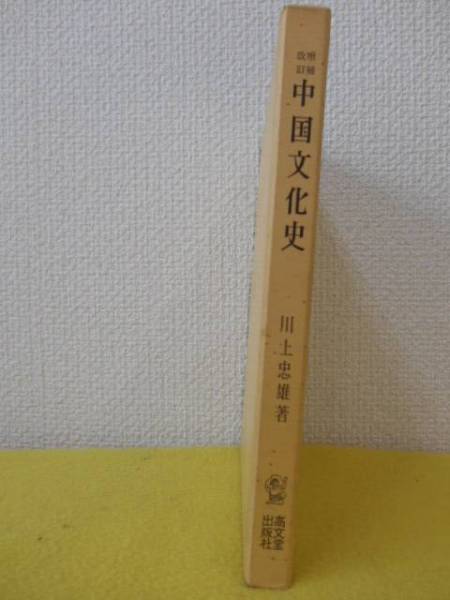 増補
改訂
中国文化史
川上忠雄著
高文堂
出版社